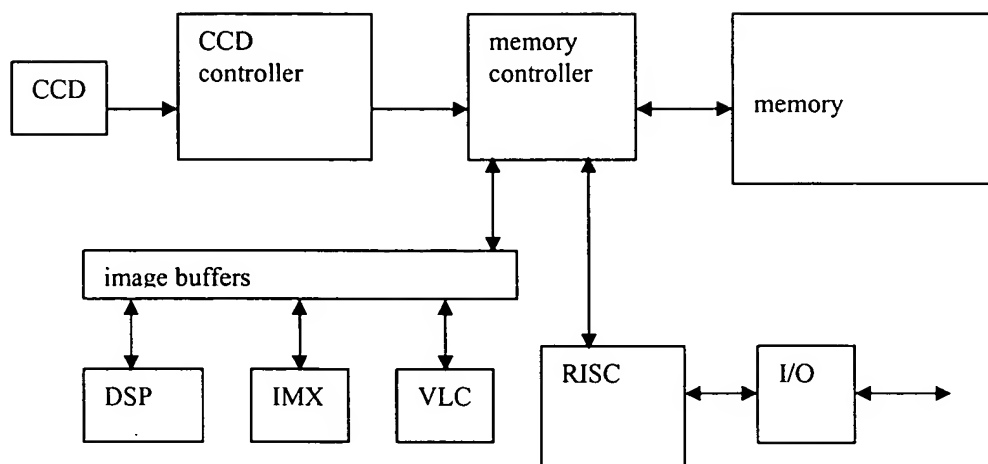 CCD
CCD
controller
memory
controller
memory
image buffers
DSP
IMX
VLC
RISC
I/O